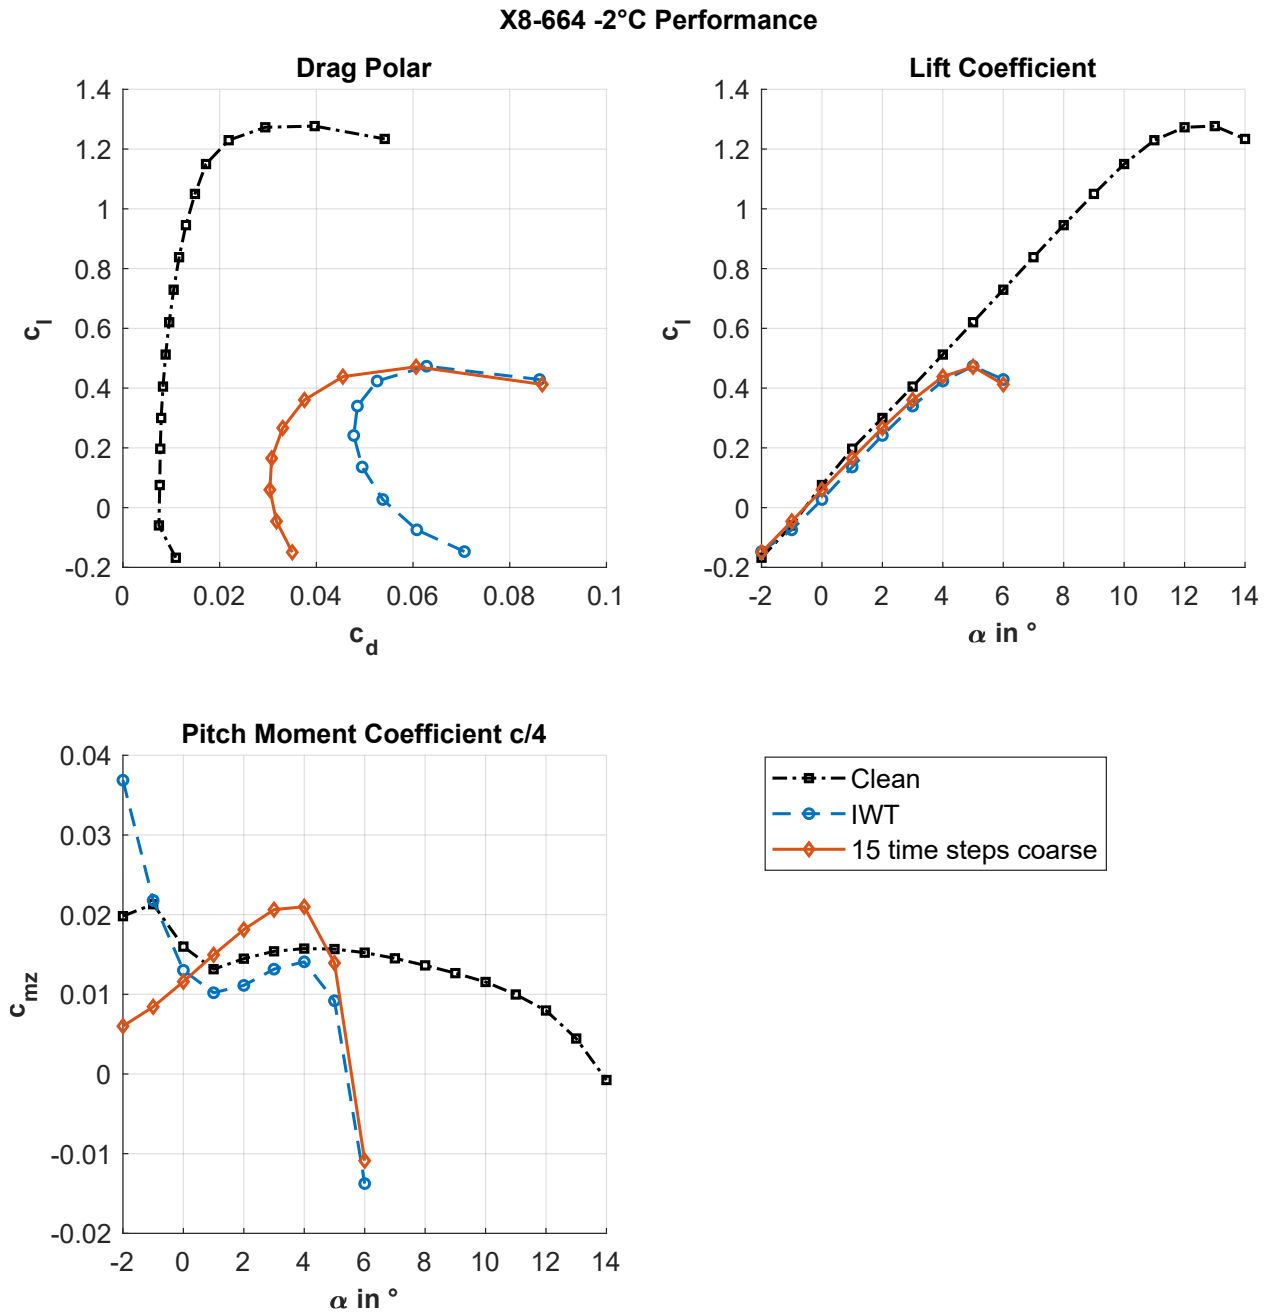 X8-664 -2°C Performance
Drag Polar
1.4
1.2
1
0.8
0.6
0.4
0.2
0
-0.2
c_l
0 0.02 0.04 0.06 0.08 0.1
c_d
Lift Coefficient
1.4
1.2
1
0.8
0.6
0.4
0.2
0
-0.2
c_l
-2 0 2 4 6 8 10 12 14
α in °
Pitch Moment Coefficient c/4
0.04
0.03
0.02
0.01
0
-0.01
-0.02
c_mz
-2 0 2 4 6 8 10 12 14
α in °
Clean
IWT
15 time steps coarse